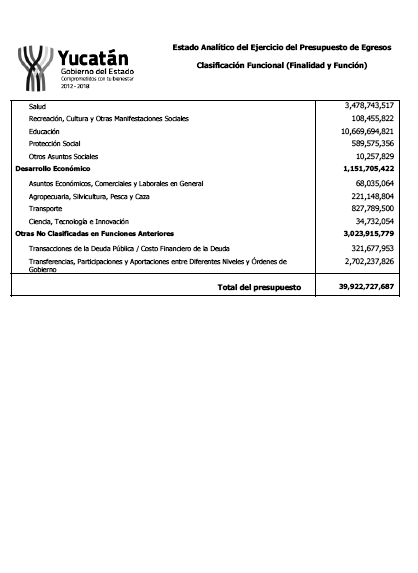 Estado Analítico del Ejercicio del Presupuesto de Egresos
Yucatán
Gobierno del Estado
Comprometidos con tu bienestar
2012 - 2018
Clasificación Funcional (Finalidad y Función)
Salud 3,478,743,517
Recreación, Cultura y Otras Manifestaciones Sociales 108,455,822
Educación 10,669,694,821
Protección Social 589,575,356
Otros Asuntos Sociales 10,257,829
Desarrollo Económico 1,151,705,422
Asuntos Económicos, Comerciales y Laborales en General 68,035,064
Agropecuaria, Silvicultura, Pesca y Caza 221,148,804
Transporte 827,789,500
Ciencia, Tecnología e Innovación 34,732,054
Otras No Clasificadas en Funciones Anteriores 3,023,915,779
Transacciones de la Deuda Pública / Costo Financiero de la Deuda 321,677,953
Transferencias, Participaciones y Aportaciones entre Diferentes Niveles y Órdenes de 2,702,237,826
Gobierno
Total del presupuesto 39,922,727,687